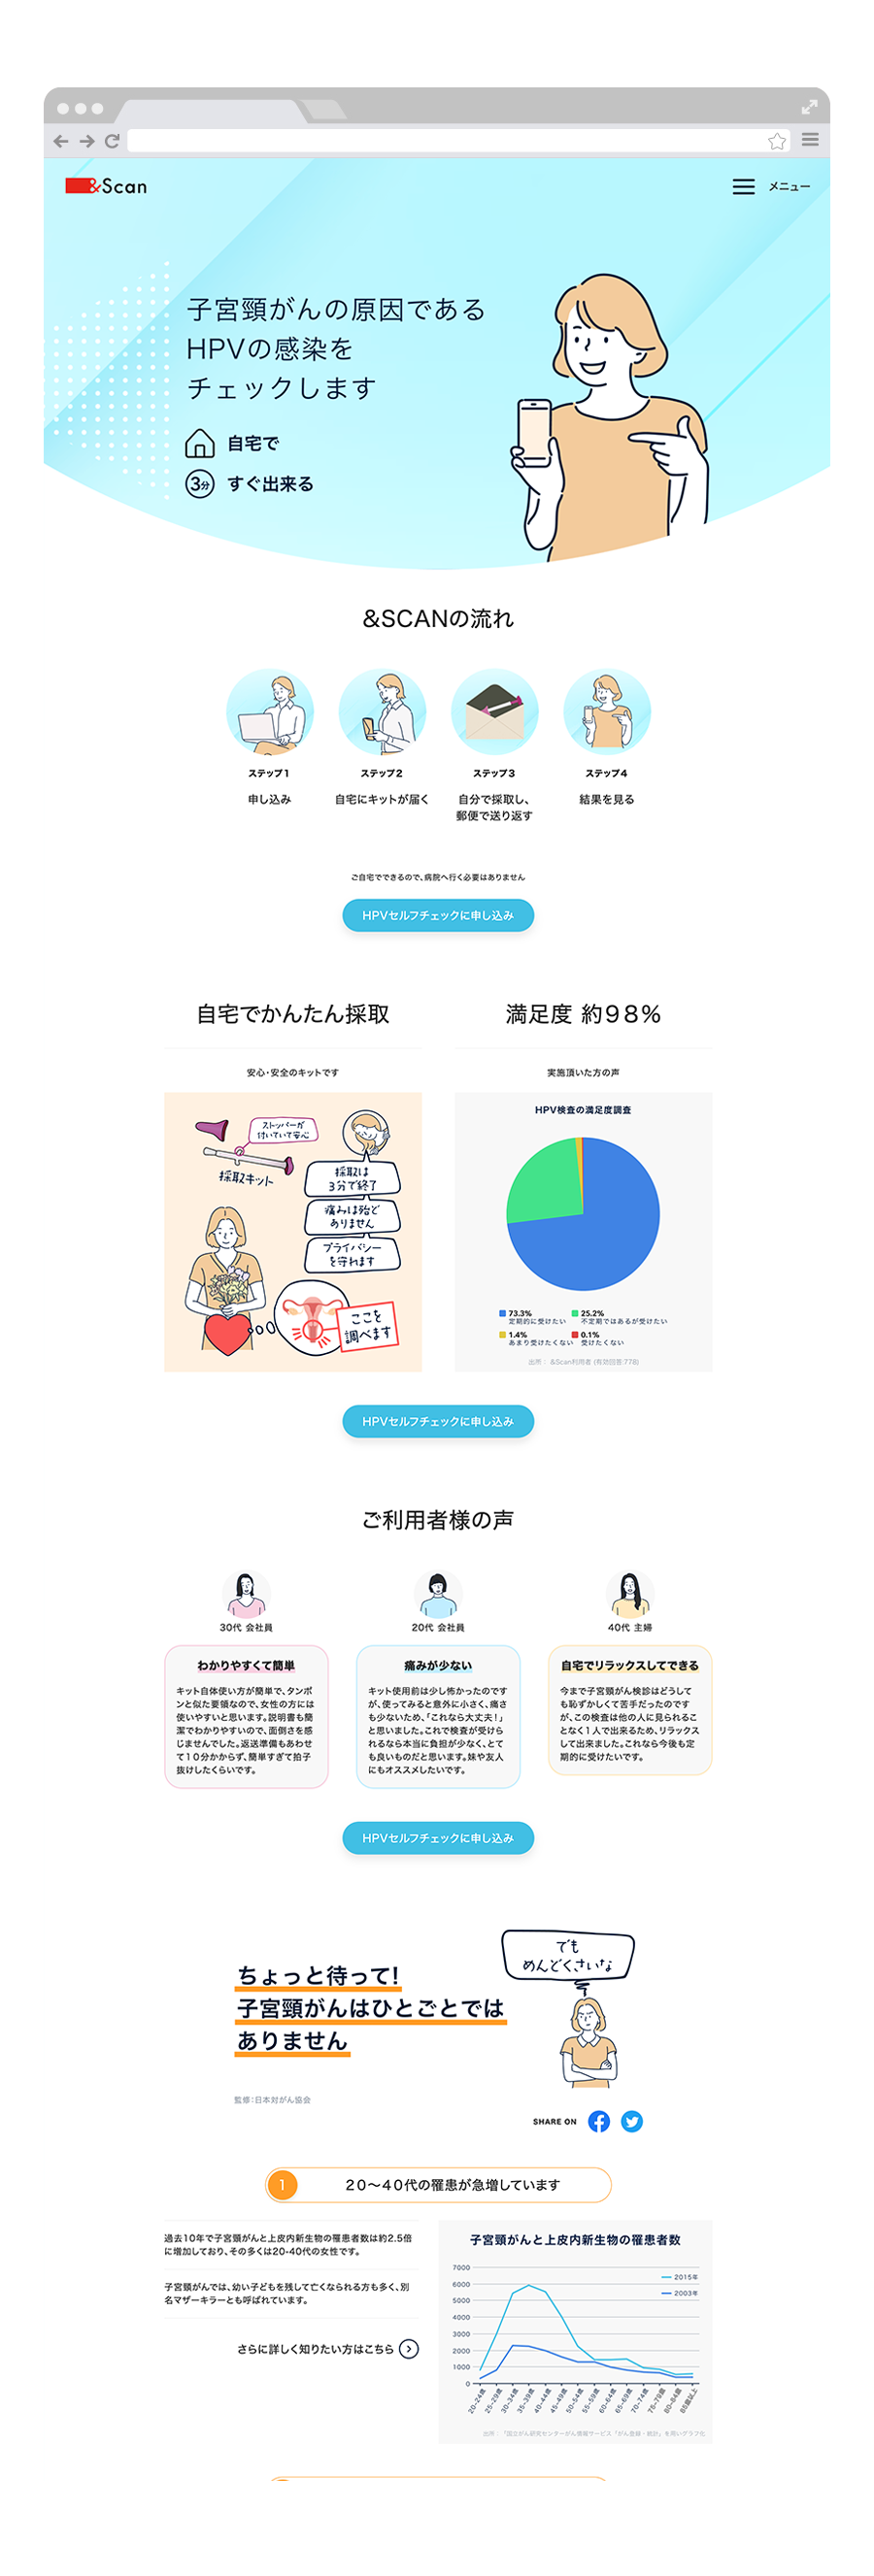 &Scan
メニュー
子宮頸がんの原因である
HPVの感染を
チェックします
自宅で
3分 すぐ出来る
&SCANの流れ
ステップ1
申し込み
ステップ2
自宅にキットが届く
ステップ3
自分で採取し、
郵便で送り返す
ステップ4
結果を見る
ご自宅でできるので、病院へ行く必要はありません
HPVセルフチェックに申し込み
自宅でかんたん採取
安心・安全のキットです
ストッパーが
付いていて安心
採取キット
採取は
3分で終了
痛みは殆ど
ありません
プライバシー
を守れます
ここを
調べます
満足度 約98%
実施頂いた方の声
HPV検査の満足度調査
73.3%
定期的に受けたい
25.2%
不定期ではあるが受けたい
1.4%
あまり受けたくない
0.1%
受けたくない
出所： &Scan利用者 (有効回答:778)
HPVセルフチェックに申し込み
ご利用者様の声
30代 会社員
わかりやすくて簡単
キット自体使い方が簡単で、タンポ
ンと似た要領なので、女性の方には
使いやすいと思います。説明書も簡
潔でわかりやすいので、面倒さを感
じませんでした。返送準備もあわせ
て10分かからず、簡単すぎて拍子
抜けしたくらいです。
20代 会社員
痛みが少ない
キット使用前は少し怖かったのです
が、使ってみると意外に小さく、痛さ
も少ないため、「これなら大丈夫！」
と思いました。これで検査が受けら
れるなら本当に負担が少なく、とて
も良いものだと思います。妹や友人
にもオススメしたいです。
40代 主婦
自宅でリラックスしてできる
今まで子宮頸がん検診はどうして
も恥ずかしくて苦手だったのです
が、この検査は他の人に見られるこ
となく1人で出来るため、リラックス
して出来ました。これなら今後も定
期的に受けたいです。
HPVセルフチェックに申し込み
でも
めんどくさいな
ちょっと待って!
子宮頸がんはひとごとでは
ありません
監修：日本対がん協会
SHARE ON
1 20～40代の罹患が急増しています
過去10年で子宮頸がんと上皮内新生物の罹患者数は約2.5倍
に増加しており、その多くは20-40代の女性です。
子宮頸がんでは、幼い子どもを残して亡くなられる方も多く、別
名マザーキラーとも呼ばれています。
さらに詳しく知りたい方はこちら
子宮頸がんと上皮内新生物の罹患者数
2015年
2003年
7000
6000
5000
4000
3000
2000
1000
0
20-24歳
25-29歳
30-34歳
35-39歳
40-44歳
45-49歳
50-54歳
55-59歳
60-64歳
65-69歳
70-74歳
76-79歳
80-84歳
85歳以上
出所：「国立がん研究センターがん情報サービス「がん登録・統計」を用いグラフ化